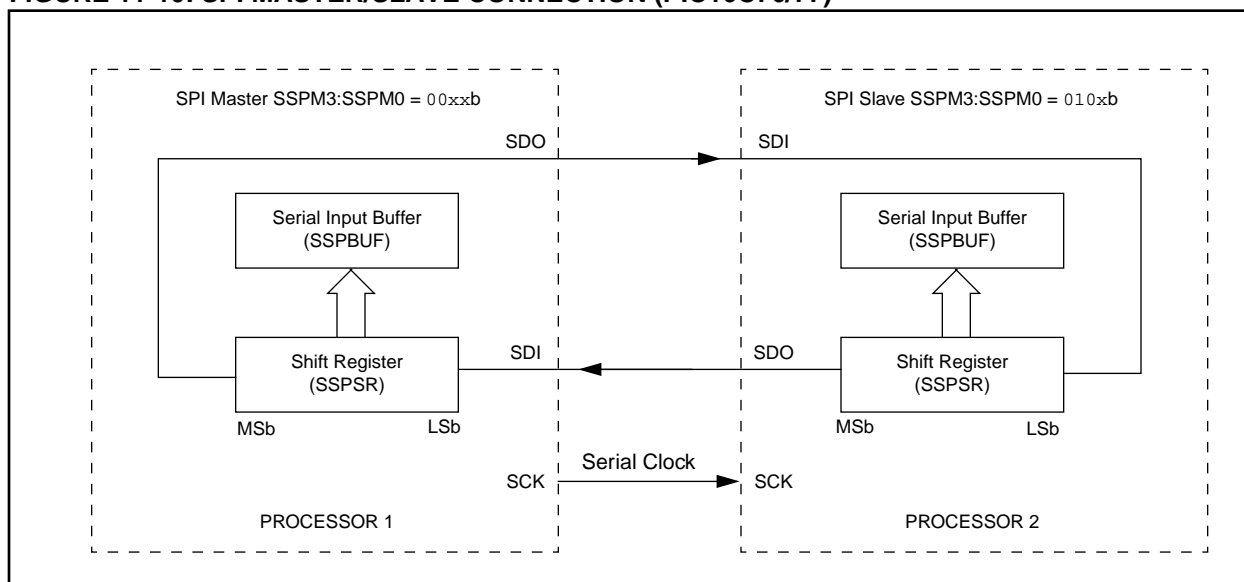 SPI Master SSPM3:SSPM0 = 00xxb
SPI Slave SSPM3:SSPM0 = 010xb
SDO
SDI
Serial Input Buffer
(SSPBUF)
Serial Input Buffer
(SSPBUF)
Shift Register
(SSPSR)
SDI
SDO
Shift Register
(SSPSR)
MSb
LSb
MSb
LSb
SCK
Serial Clock
SCK
PROCESSOR 1
PROCESSOR 2